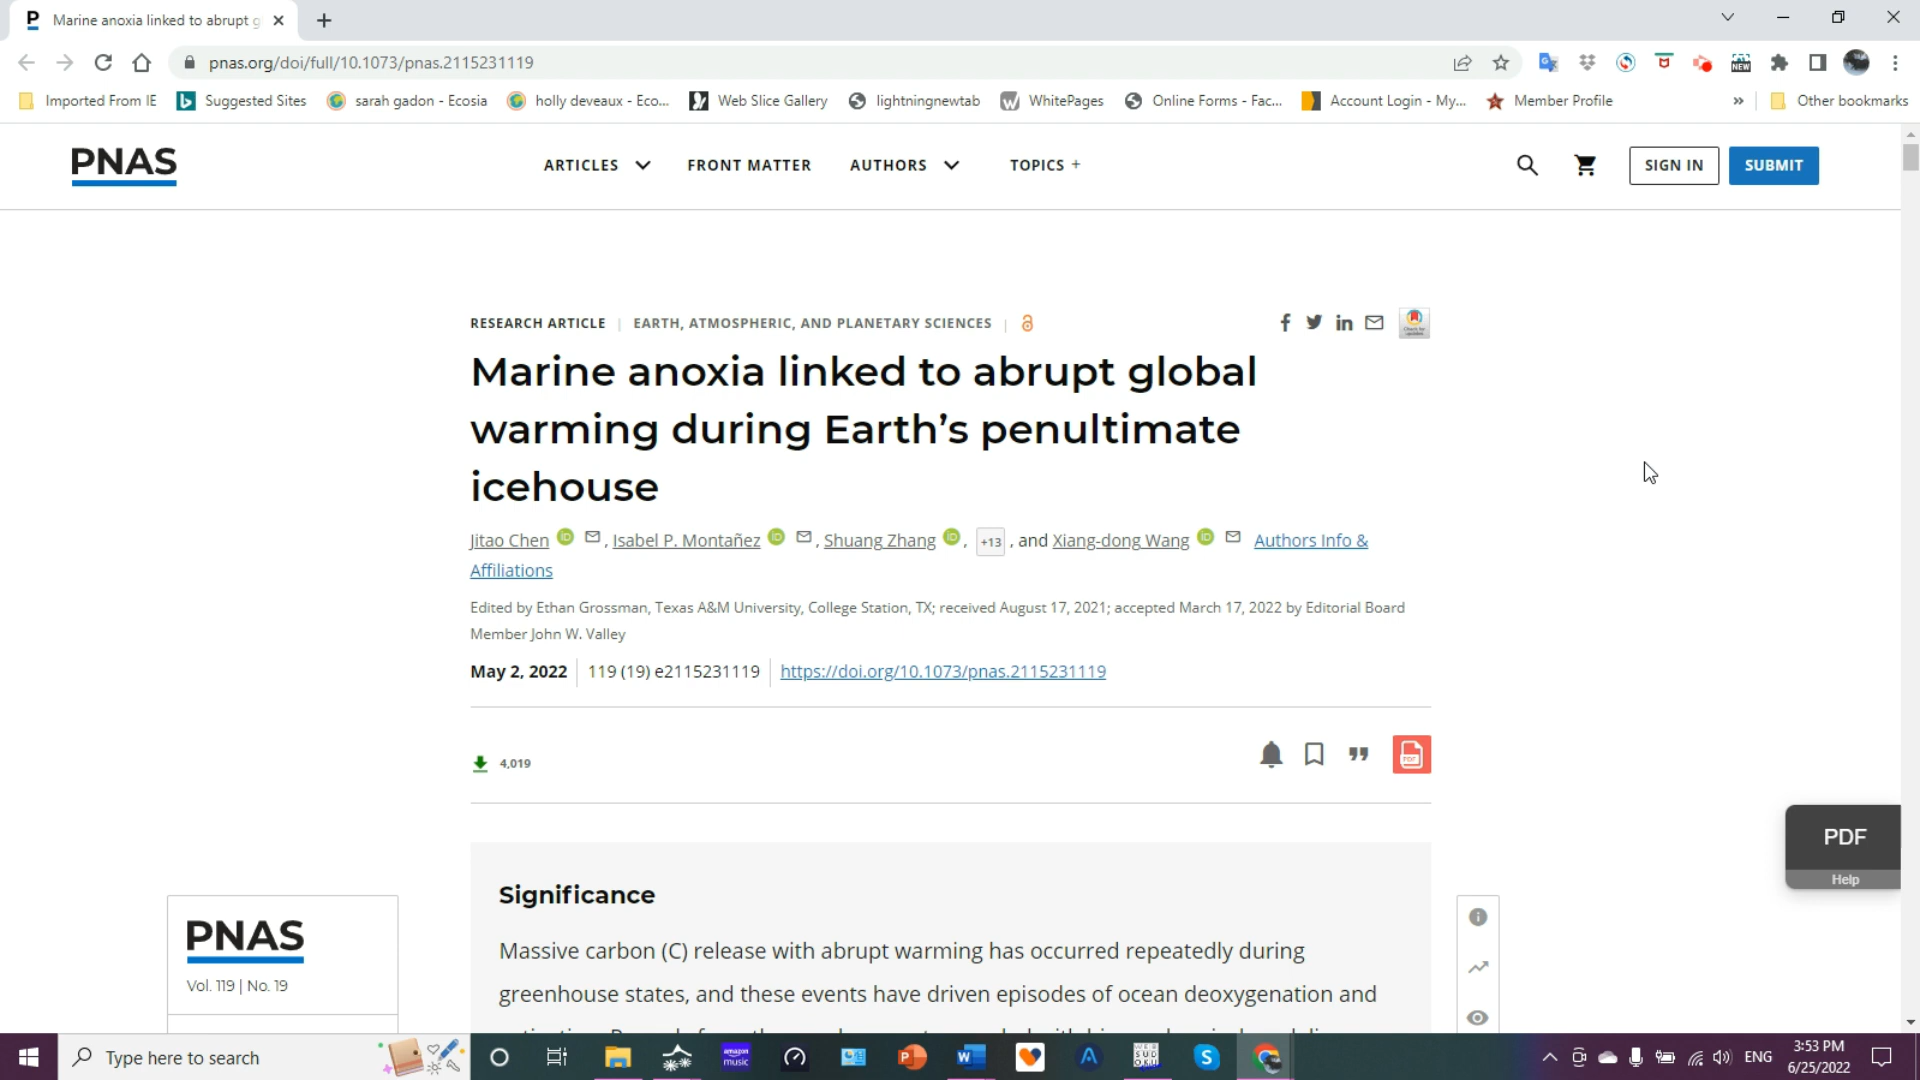 Marine anoxia linked to abrupt g
pnas.org/doi/full/10.1073/pnas.2115231119
Imported From IE
Suggested Sites
sarah gadon - Ecosia
holly deveaux - Eco...
Web Slice Gallery
lightningnewtab
WhitePages
Online Forms - Fac...
Account Login - My...
Member Profile
»
Other bookmarks
PNAS
ARTICLES
FRONT MATTER
AUTHORS
TOPICS +
SIGN IN
SUBMIT
RESEARCH ARTICLE | EARTH, ATMOSPHERIC, AND PLANETARY SCIENCES |
Marine anoxia linked to abrupt global
warming during Earth’s penultimate
icehouse
Jitao Chen, Isabel P. Montañez, Shuang Zhang, +13, and Xiang-dong Wang Authors Info &
Affiliations
Edited by Ethan Grossman, Texas A&M University, College Station, TX; received August 17, 2021; accepted March 17, 2022 by Editorial Board
Member John W. Valley
May 2, 2022 | 119 (19) e2115231119 | https://doi.org/10.1073/pnas.2115231119
4,019
PDF
PDF
Help
Significance
Massive carbon (C) release with abrupt warming has occurred repeatedly during
greenhouse states, and these events have driven episodes of ocean deoxygenation and
PNAS
Vol. 119 | No. 19
Type here to search
amazon music
ENG
3:53 PM
6/25/2022